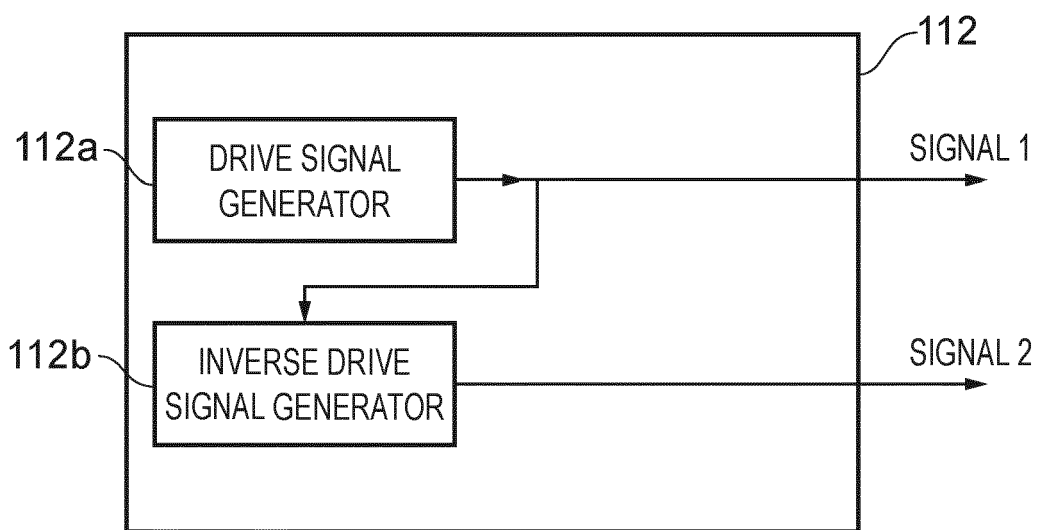 112
112a
DRIVE SIGNAL
GENERATOR
SIGNAL 1
112b
INVERSE DRIVE
SIGNAL GENERATOR
SIGNAL 2